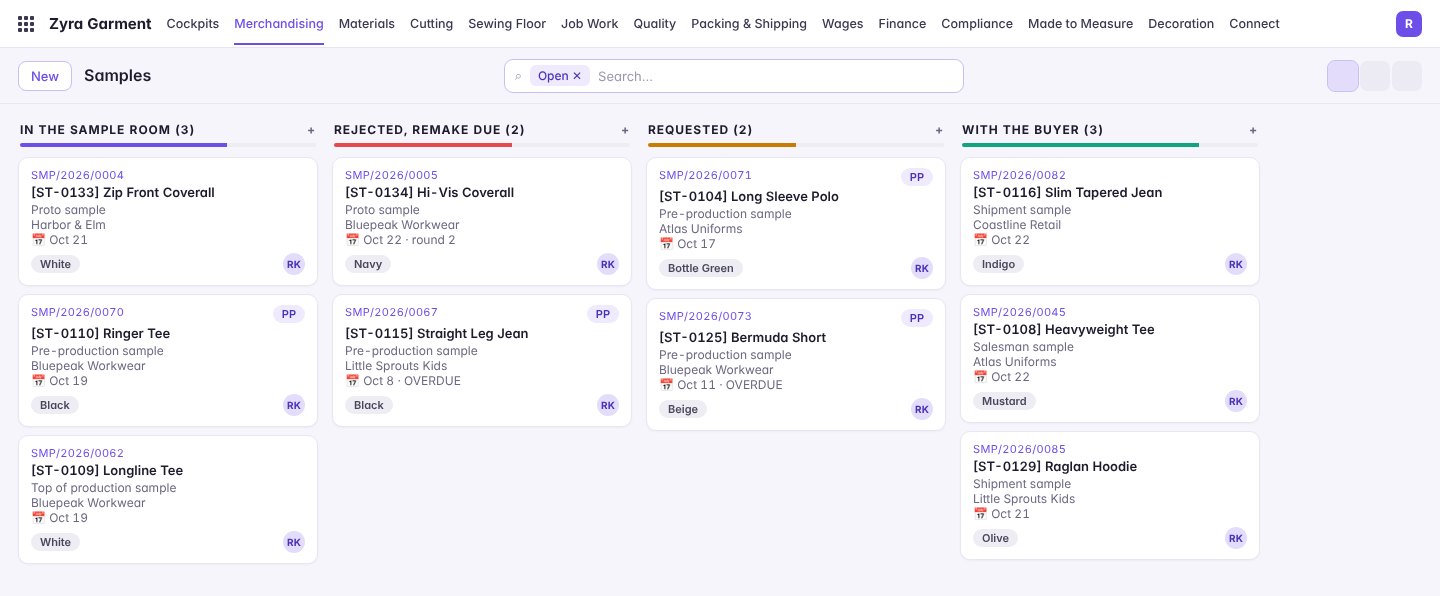 Zyra Garment Cockpits Merchandising Materials Cutting Sewing Floor Job Work Quality Packing & Shipping Wages Finance Compliance Made to Measure Decoration Connect R
New Samples Open ✕ Search...
IN THE SAMPLE ROOM (3) +
SMP/2026/0004
[ST-0133] Zip Front Coverall
Proto sample
Harbor & Elm
Oct 21
White RK
SMP/2026/0070 PP
[ST-0110] Ringer Tee
Pre-production sample
Bluepeak Workwear
Oct 19
Black RK
SMP/2026/0062
[ST-0109] Longline Tee
Top of production sample
Bluepeak Workwear
Oct 19
White RK
REJECTED, REMAKE DUE (2) +
SMP/2026/0005
[ST-0134] Hi-Vis Coverall
Proto sample
Bluepeak Workwear
Oct 22 · round 2
Navy RK
SMP/2026/0067 PP
[ST-0115] Straight Leg Jean
Pre-production sample
Little Sprouts Kids
Oct 8 · OVERDUE
Black RK
REQUESTED (2) +
SMP/2026/0071 PP
[ST-0104] Long Sleeve Polo
Pre-production sample
Atlas Uniforms
Oct 17
Bottle Green RK
SMP/2026/0073 PP
[ST-0125] Bermuda Short
Pre-production sample
Bluepeak Workwear
Oct 11 · OVERDUE
Beige RK
WITH THE BUYER (3) +
SMP/2026/0082
[ST-0116] Slim Tapered Jean
Shipment sample
Coastline Retail
Oct 22
Indigo RK
SMP/2026/0045
[ST-0108] Heavyweight Tee
Salesman sample
Atlas Uniforms
Oct 22
Mustard RK
SMP/2026/0085
[ST-0129] Raglan Hoodie
Shipment sample
Little Sprouts Kids
Oct 21
Olive RK